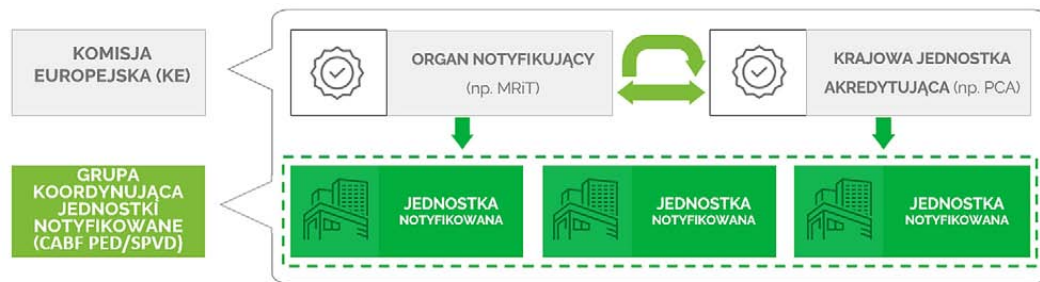 KOMISJA
EUROPEJSKA (KE)
ORGAN NOTYFIKUJĄCY
(np. MRiT)
KRAJOWA JEDNOSTKA
AKREDYTUJĄCA (np. PCA)
GRUPA
KOORDYNUJĄCA
JEDNOSTKI
NOTYFIKOWANE
(CABF PED/SPVD)
JEDNOSTKA
NOTYFIKOWANA
JEDNOSTKA
NOTYFIKOWANA
JEDNOSTKA
NOTYFIKOWANA